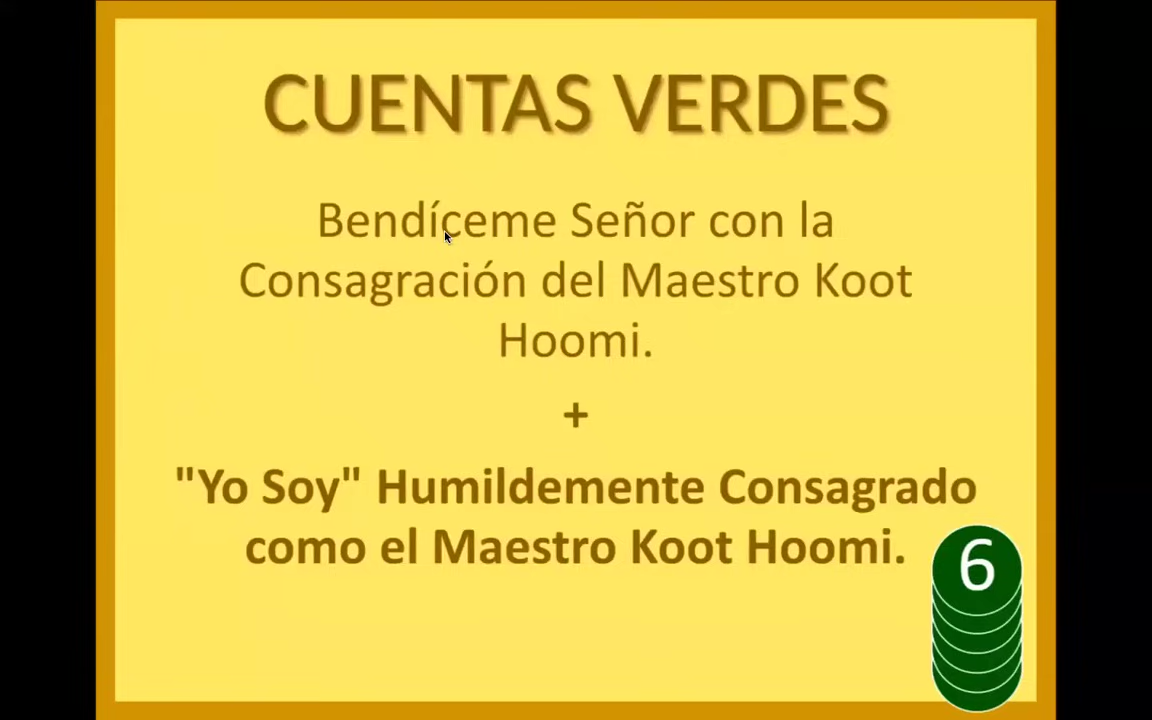 CUENTAS VERDES
Bendíceme Señor con la
Consagración del Maestro Koot
Hoomi.
+
"Yo Soy" Humildemente Consagrado
como el Maestro Koot Hoomi.
6